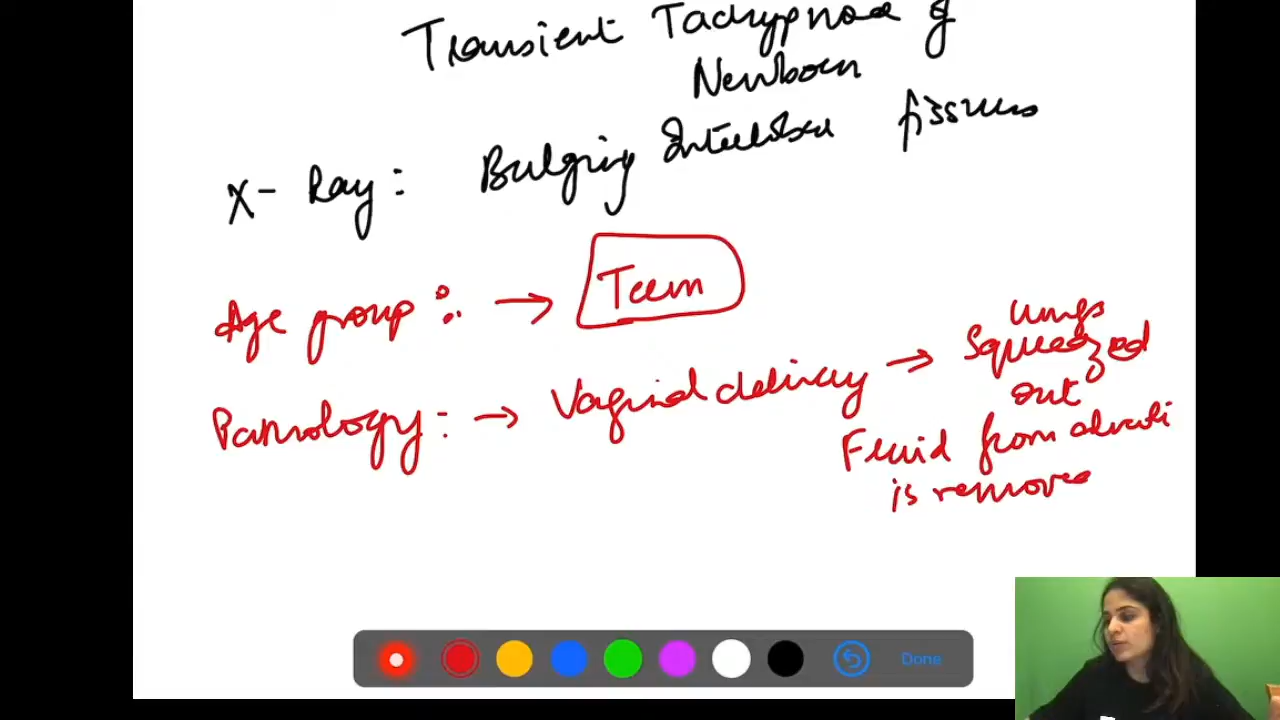 Transient Tachypnoea of
Newborn
X-Ray: Bulging Interlobar fissures
Age group: → Term
Pathology: → Vaginal delivery → lungs
squeezed
out
Fluid from alveoli
is remove
Done